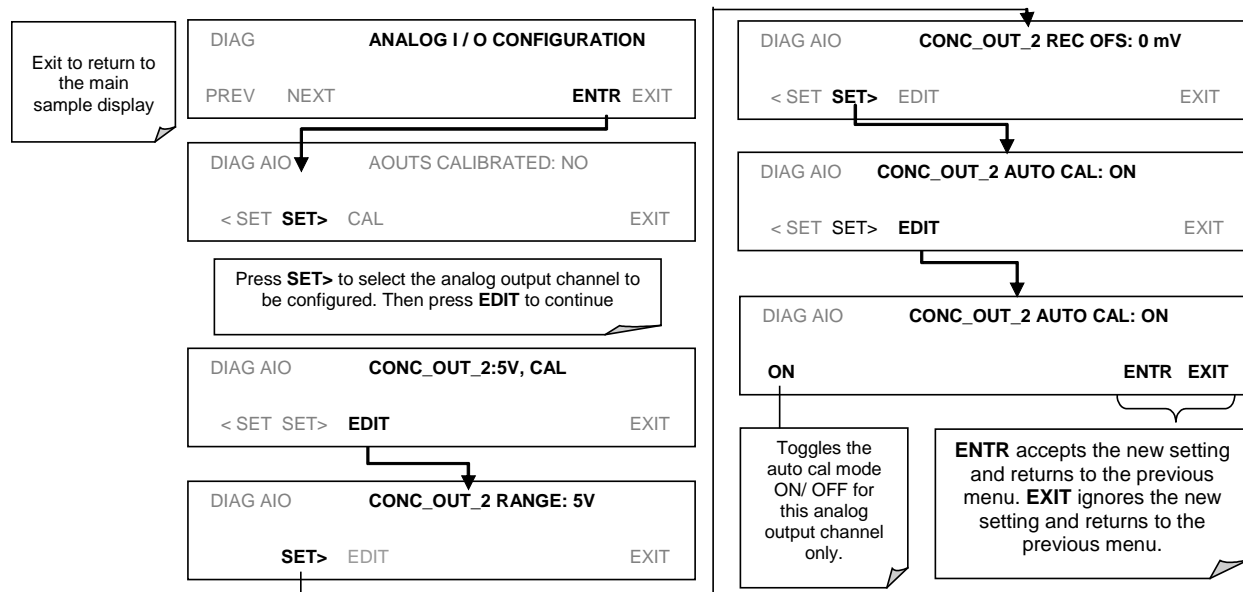 Exit to return to
the main
sample display
DIAG ANALOG I / O CONFIGURATION
PREV NEXT ENTR EXIT
DIAG AIO AOUTS CALIBRATED: NO
< SET SET> CAL EXIT
Press SET> to select the analog output channel to
be configured. Then press EDIT to continue
DIAG AIO CONC_OUT_2:5V, CAL
< SET SET> EDIT EXIT
DIAG AIO CONC_OUT_2 RANGE: 5V
SET> EDIT EXIT
DIAG AIO CONC_OUT_2 REC OFS: 0 mV
< SET SET> EDIT EXIT
DIAG AIO CONC_OUT_2 AUTO CAL: ON
< SET SET> EDIT EXIT
DIAG AIO CONC_OUT_2 AUTO CAL: ON
ON ENTR EXIT
Toggles the
auto cal mode
ON/ OFF for
this analog
output channel
only.
ENTR accepts the new setting
and returns to the previous
menu. EXIT ignores the new
setting and returns to the
previous menu.